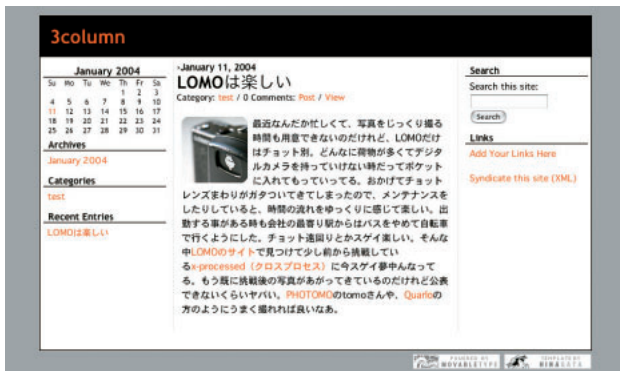 3column
January 2004
Su Mo Tu We Th Fr Sa
1 2 3
4 5 6 7 8 9 10
11 12 13 14 15 16 17
18 19 20 21 22 23 24
25 26 27 28 29 30 31
Archives
January 2004
Categories
test
Recent Entries
LOMOは楽しい
-January 11, 2004
LOMOは楽しい
Category: test / 0 Comments: Post / View
最近なんだか忙しくて、写真をじっくり撮る
時間も用意できないのだけれど、LOMOだけ
はチョット別。どんなに荷物が多くてデジタ
ルカメラを持っていけない時だってポケット
に入れてもっていってる。おかげでチョット
レンズまわりがガタついてきてしまったので、メンテナンスを
したりしていると、時間の流れをゆっくりに感じて楽しい。出
勤する事がある時も会社の最寄り駅からはバスをやめて自転車
で行くようにした。チョット遠回りとかスゲイ楽しい。そんな
中LOMOのサイトで見つけて少し前から挑戦してい
るx-processed（クロスプロセス）に今スゲイ夢中んなって
る。もう既に挑戦後の写真があがってきているのだけれど公表
できないくらいヤバい。PHOTOMOのtomoさんや、Quarloの
方のようにうまく撮れれば良いなあ。
Search
Search this site:
Search
Links
Add Your Links Here
Syndicate this site (XML)
POWERED BY
MOVABLETYPE
TEMPLATE BY
HINAGATA